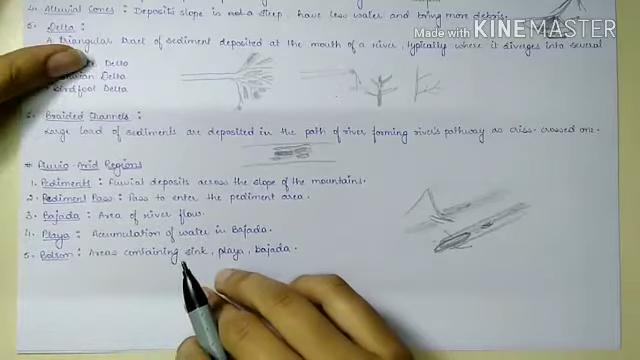 4. Alluvial Cones : Deposits slope is not a steep, have less water and bring more debris.
Made with KINEMASTER
5. Delta :
A triangular tract of sediment deposited at the mouth of a river, typically where it diverges into several
Delta
Delta
Birdfoot Delta
Braided Channels :
Large load of sediments are deposited in the path of river forming river's pathway as criss-crossed one.
* Fluvio-Arid Regions
1. Pediments : Fluvial deposits across the slope of the mountains.
2. Pediment Pass : Pass to enter the pediment area.
3. Bajada : Area of river flow.
4. Playa : Accumulation of water in Bajada.
5. Bolson : Areas containing sink, playa, bajada.